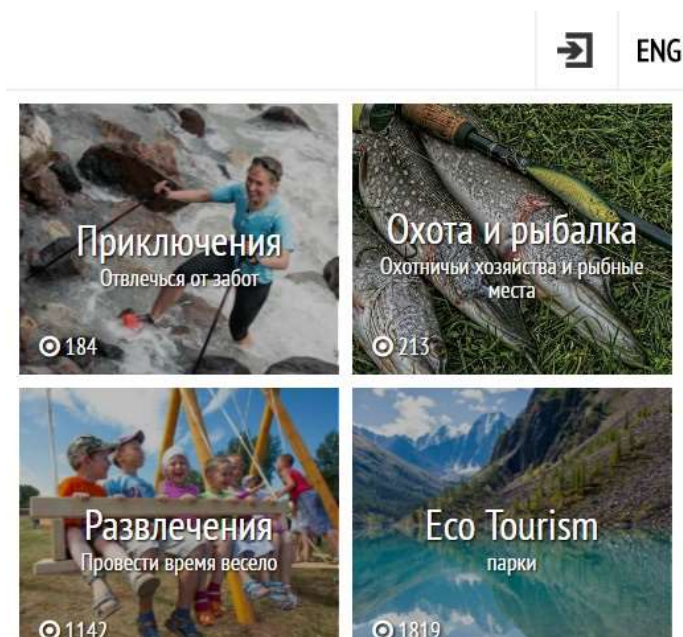 ENG
Приключения
Отвлечься от забот
184
Охота и рыбалка
Охотничьи хозяйства и рыбные
места
213
Развлечения
Провести время весело
1142
Eco Tourism
парки
1819